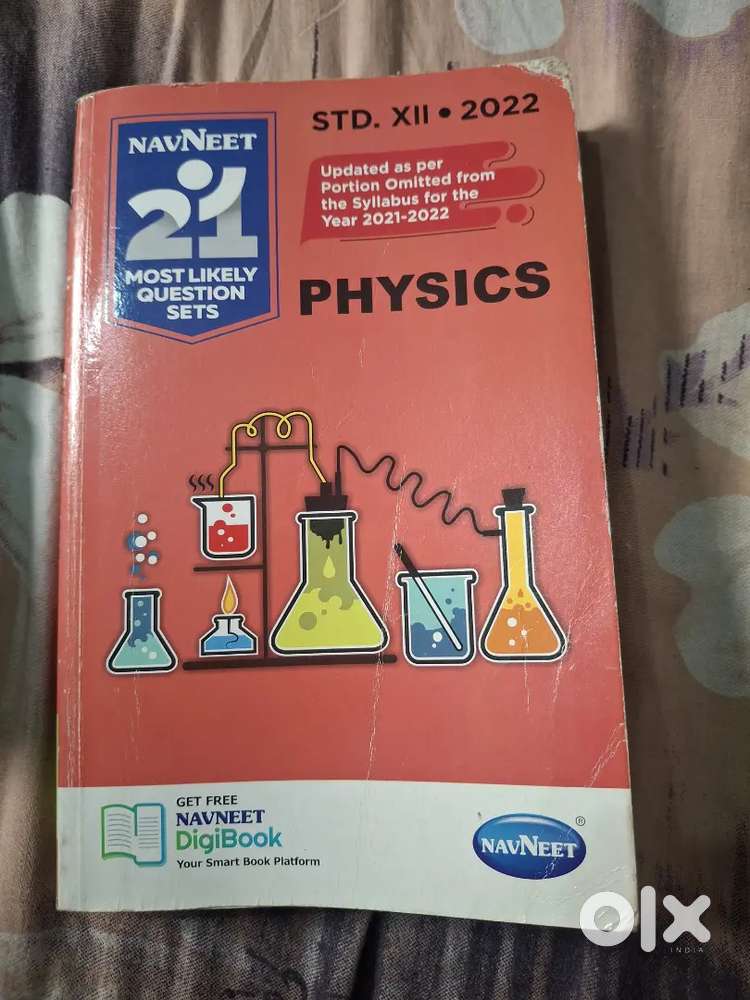 NAVNEET
21
MOST LIKELY
QUESTION
SETS
STD. XII • 2022
Updated as per
Portion Omitted from
the Syllabus for the
Year 2021-2022
PHYSICS
GET FREE
NAVNEET
DigiBook
Your Smart Book Platform
NAVNEET
®
olx
INDIA